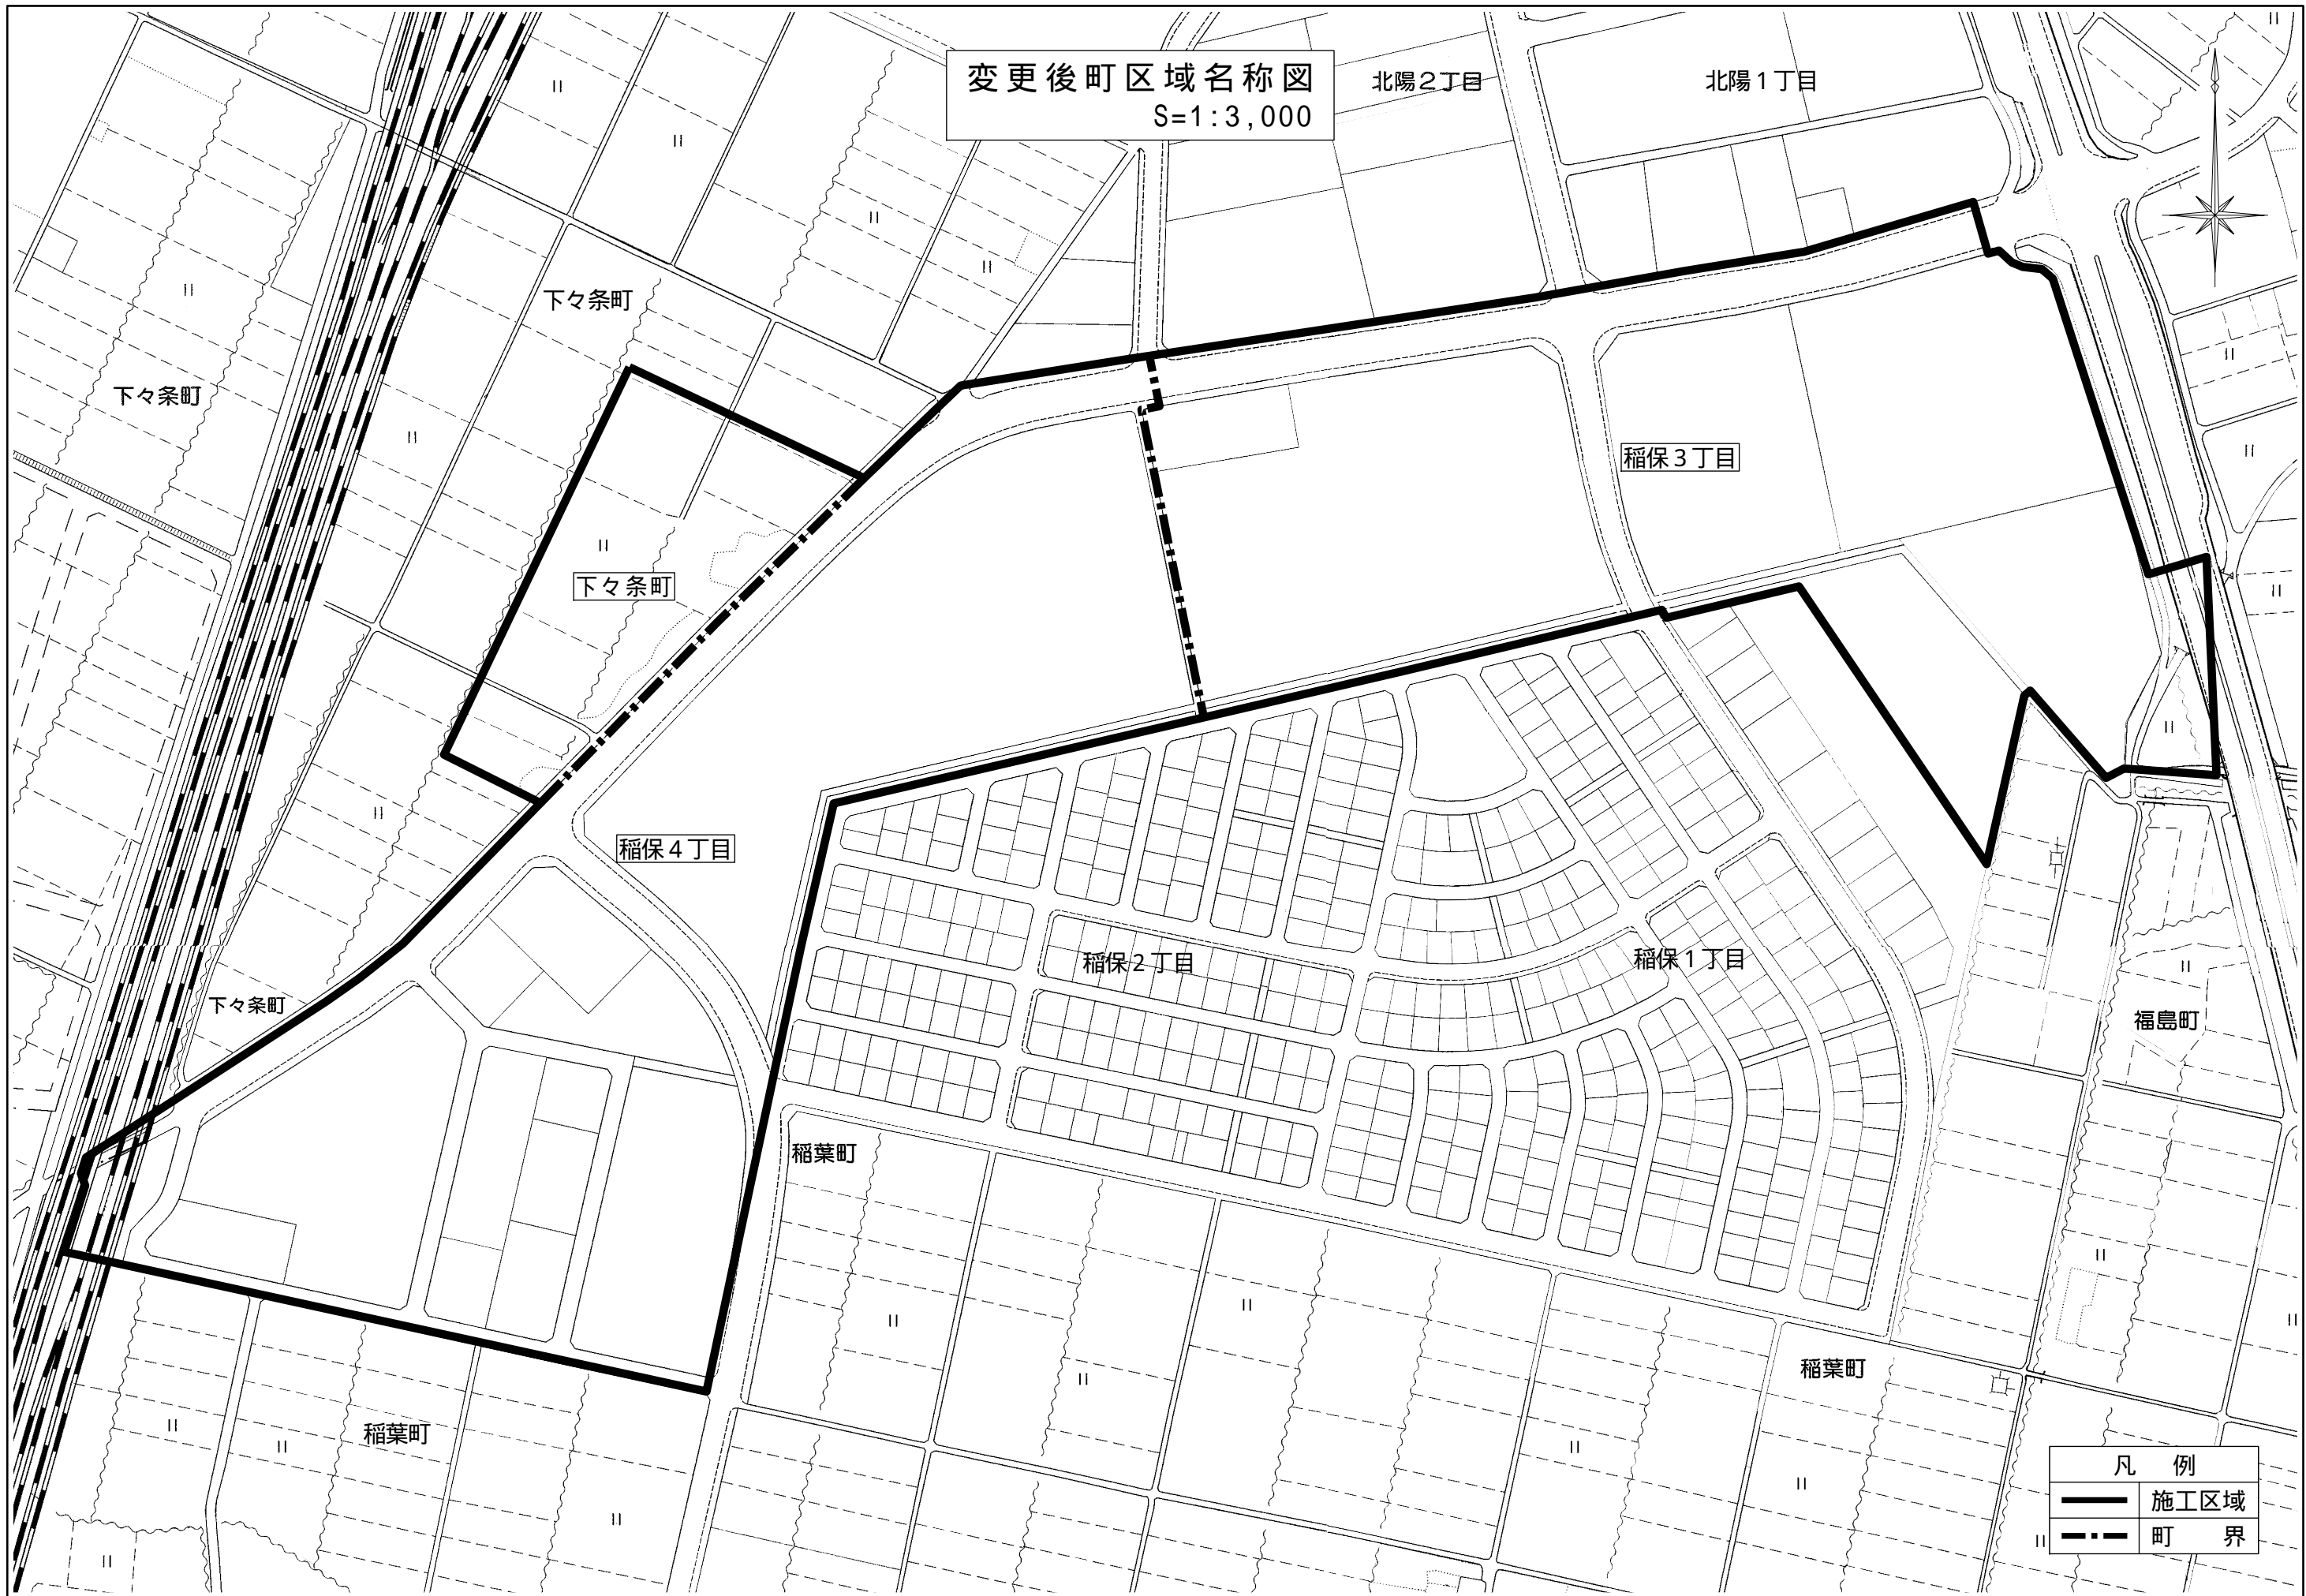 変更後町区域名称図
S=1:3,000
北陽2丁目
北陽1丁目
下々条町
下々条町
稲保3丁目
下々条町
稲保4丁目
稲保2丁目
稲保1丁目
下々条町
福島町
稲葉町
稲葉町
稲葉町
凡 例
施工区域
町 界